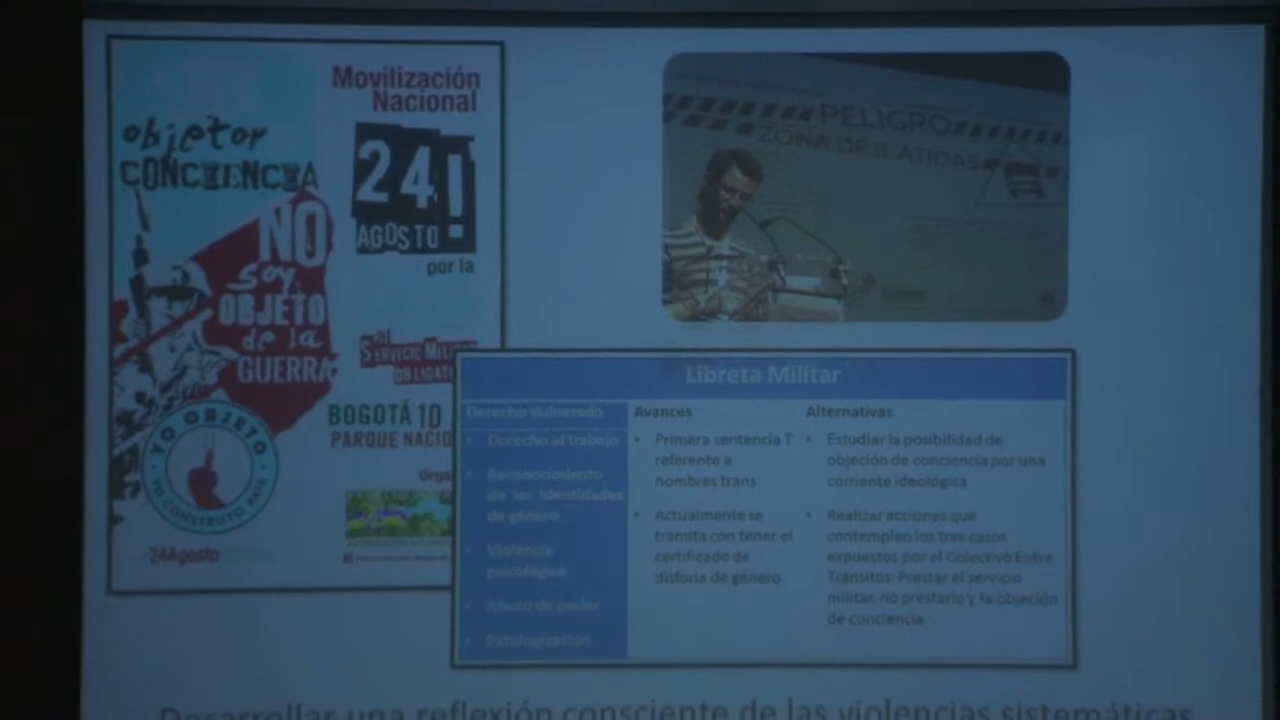 objetor
CONCIENCIA
NO
soy
OBJETO
de la
GUERRA
YO OBJETO
YO CONSTRUYO PAÍS
24Agosto
Movilización
Nacional
24!
AGOSTO
por la
al
SERVICIO
BOGOTÁ 10
PARQUE
PELIGRO
ZONA DE BATIDAS
Libreta Militar
Derecho Vulnerado
• Derecho al trabajo
• Reconocimiento
de las identidades
de género
• Violencia
psicológica
• Abuso de poder
• Patologización
Avances
• Primera sentencia T
referente a
hombres trans
• Actualmente se
tramita con tener el
certificado de
disforia de género.
Alternativas
• Estudiar la posibilidad de
objeción de conciencia por una
corriente ideológica
• Realizar acciones que
contemplen los tres casos
expuestos por el Colectivo Entre
Tránsitos: Prestar el servicio
militar, no prestarlo y la objeción
de conciencia
Desarrollar una reflexión consciente de las violencias sistemáticas